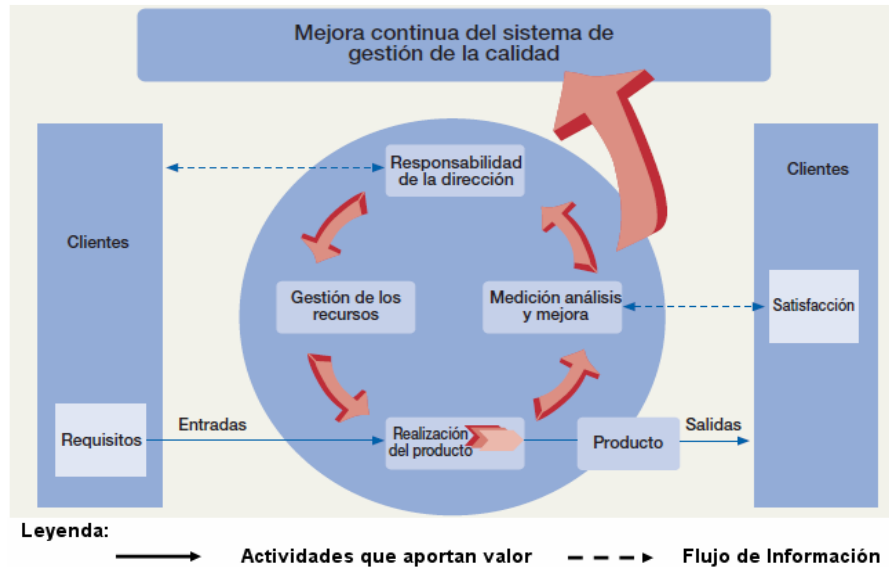 Mejora continua del sistema de
gestión de la calidad
Responsabilidad
de la dirección
Clientes
Clientes
Gestión de los
recursos
Medición análisis
y mejora
Satisfacción
Requisitos
Entradas
Realización
del producto
Producto
Salidas
Leyenda:
Actividades que aportan valor
Flujo de Información